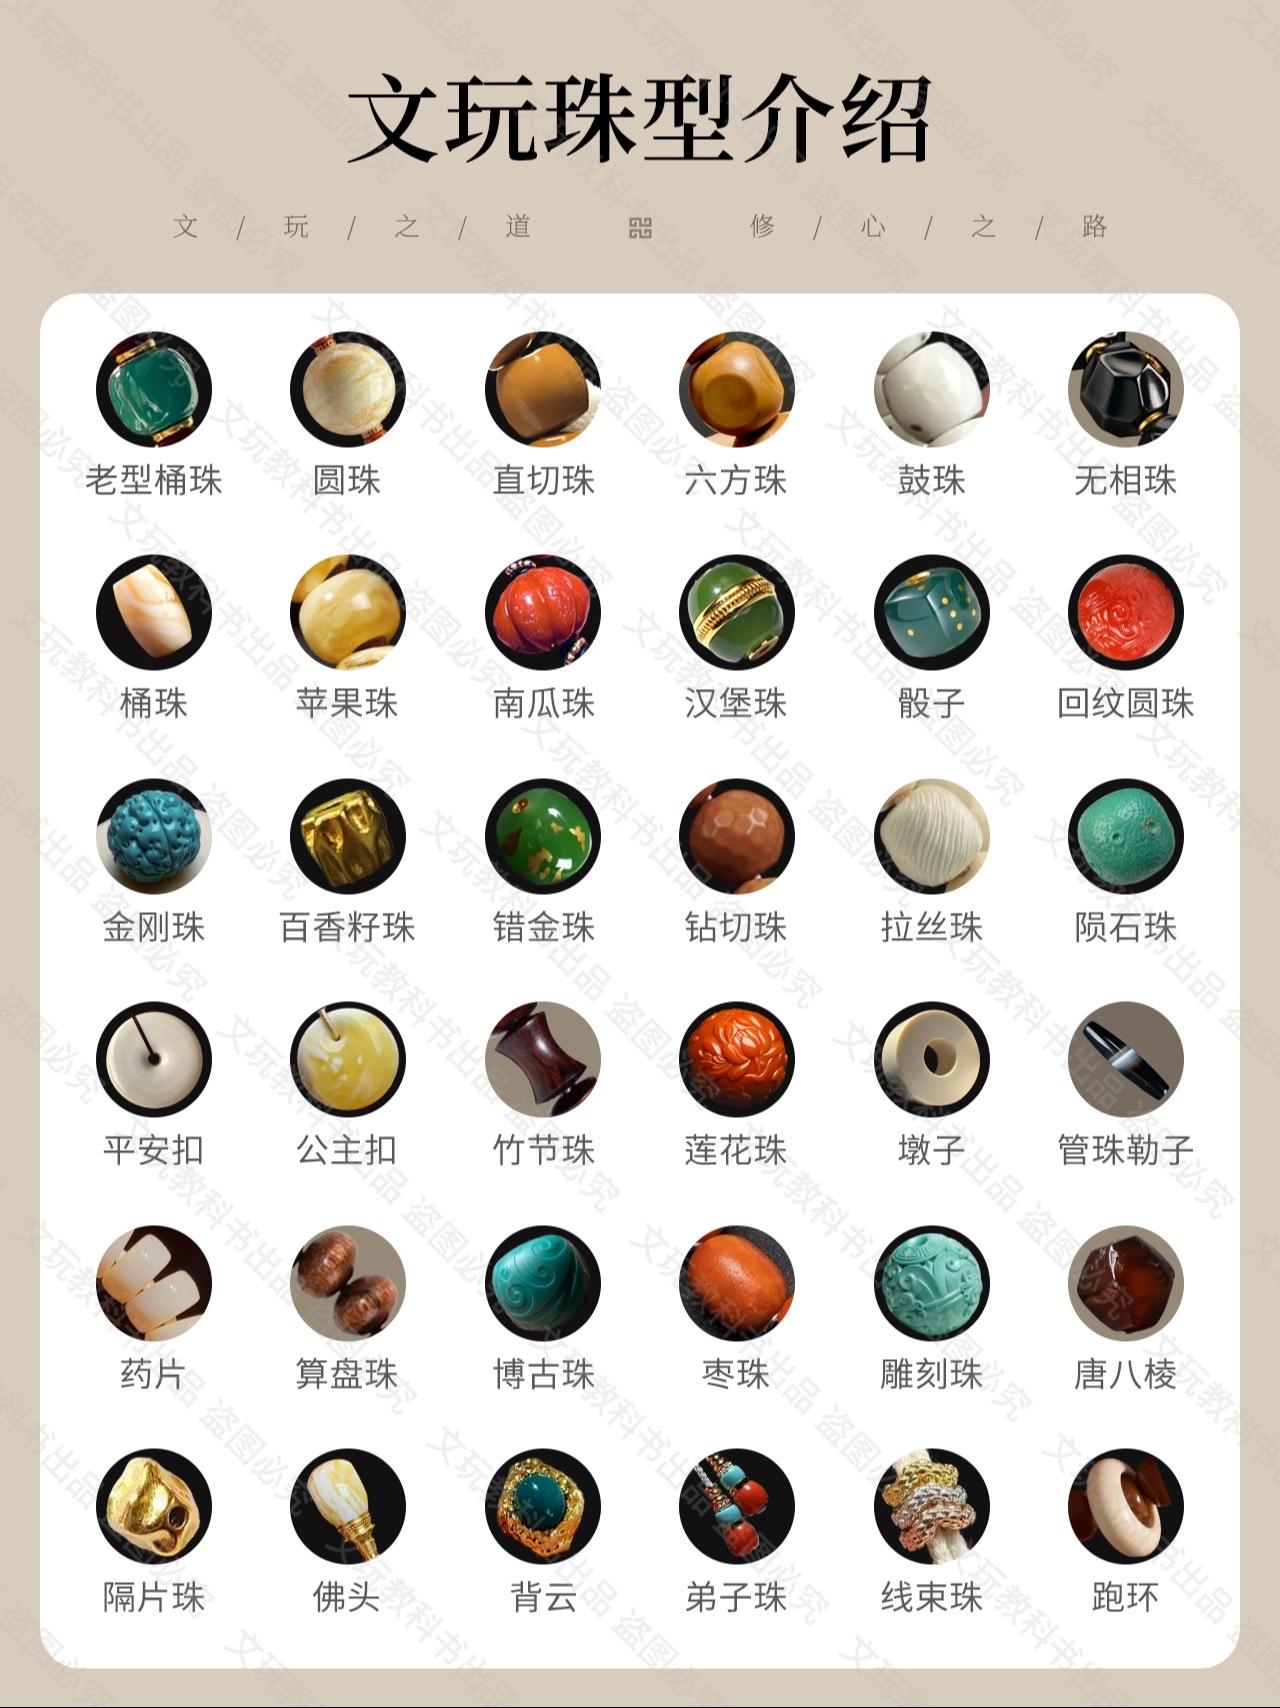 文玩珠型介绍
文 / 玩 / 之 / 道 修 / 心 / 之 / 路
老型桶珠 圆珠 直切珠 六方珠 鼓珠 无相珠
桶珠 苹果珠 南瓜珠 汉堡珠 骰子 回纹圆珠
金刚珠 百香籽珠 错金珠 钻切珠 拉丝珠 陨石珠
平安扣 公主扣 竹节珠 莲花珠 墩子 管珠勒子
药片 算盘珠 博古珠 枣珠 雕刻珠 唐八棱
隔片珠 佛头 背云 弟子珠 线束珠 跑环
文玩教科书出品 盗图必究